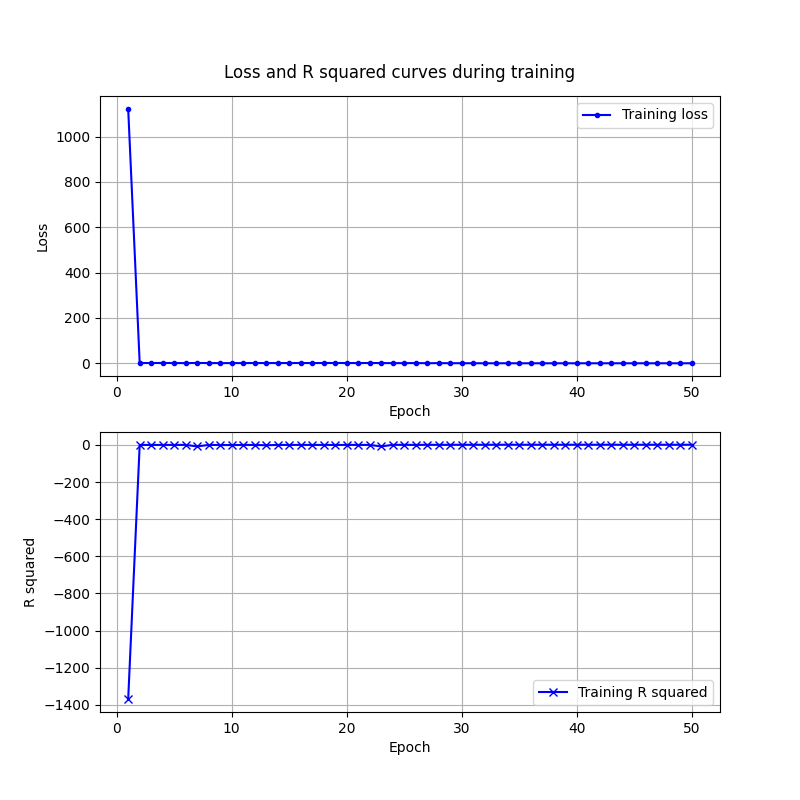 Loss and R squared curves during training
Training loss
1000
800
600
400
200
0
Loss
0 10 20 30 40 50
Epoch
0
−200
−400
−600
−800
−1000
−1200
−1400
R squared
Training R squared
0 10 20 30 40 50
Epoch